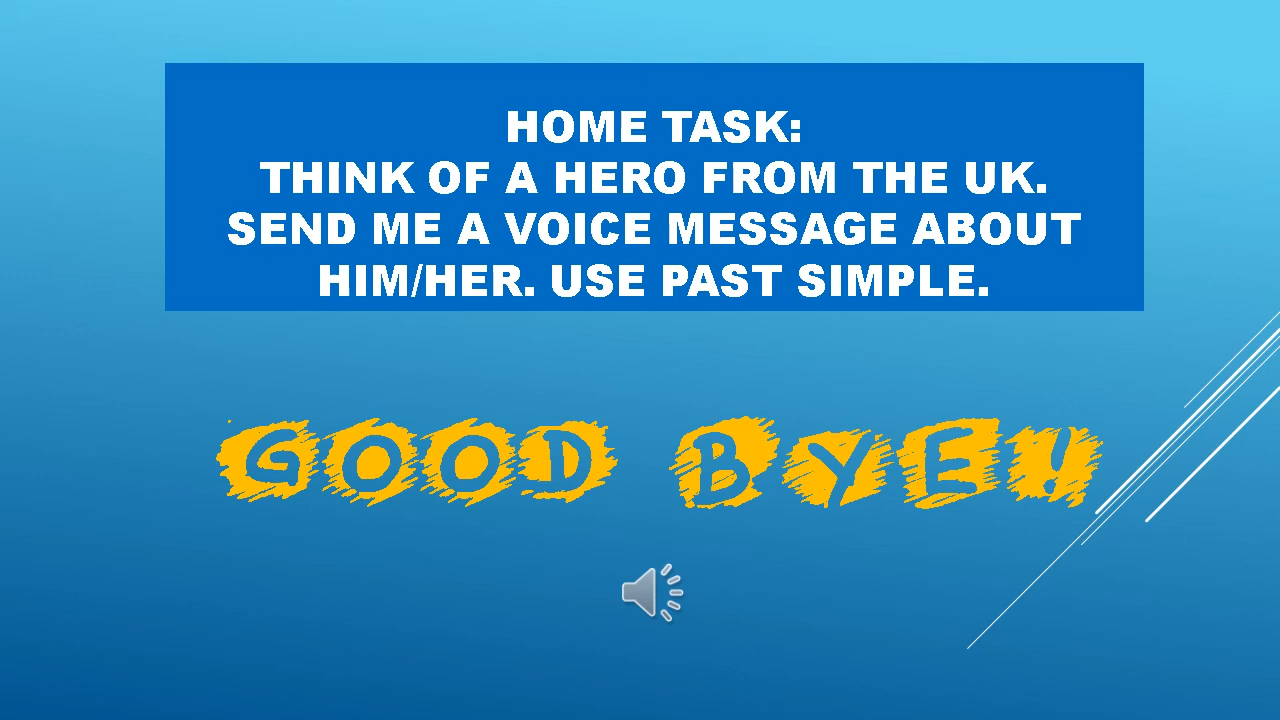 HOME TASK:
THINK OF A HERO FROM THE UK.
SEND ME A VOICE MESSAGE ABOUT
HIM/HER. USE PAST SIMPLE.
GOOD BYE!